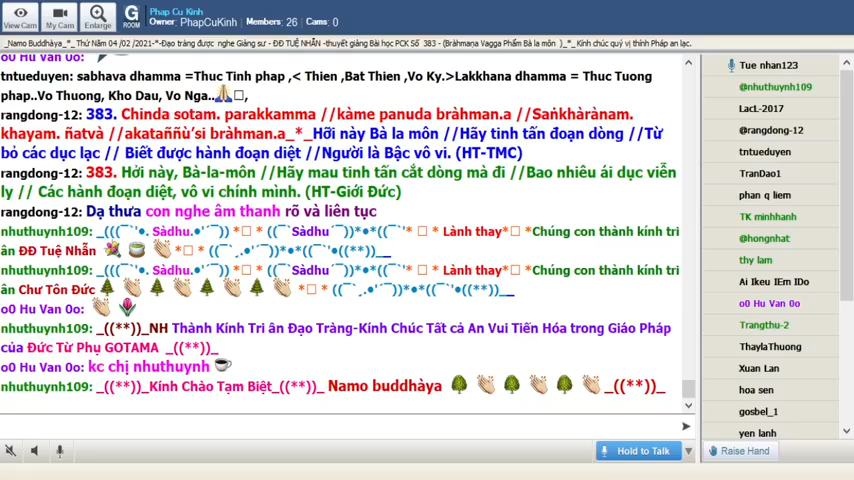 View Cam
My Cam
Enlarge
G
ROOM
Phap Cu Kinh
Owner: PhapCuKinh Members: 26 Cams: 0
_Namo Buddhàya_*_ Thứ Năm 04 /02 /2021-*-Đạo tràng được nghe Giảng sư - ĐĐ TUỆ NHẪN -thuyết giảng Bài học PCK Số 383 - (Bràhmaṇa Vagga Phẩm Bà la môn )_*_ Kính chúc quý vị thính Pháp an lạc.
o0 Hu Van 0o:
tntueduyen: sabhava dhamma =Thuc Tinh phap ,< Thien ,Bat Thien ,Vo Ky.>Lakkhana dhamma = Thuc Tuong
phap..Vo Thuong, Kho Dau, Vo Nga..🙏,
rangdong-12: 383. Chinda sotam. parakkamma //kàme panuda bràhman.a //Saṅkhàrànam.
khayam. ñatvà //akataññù’si bràhman.a_*_Hỡi này Bà la môn //Hãy tinh tấn đoạn dòng //Từ
bỏ các dục lạc // Biết được hành đoạn diệt //Người là Bậc vô vi. (HT-TMC)
rangdong-12: 383. Hởi này, Bà-la-môn //Hãy mau tinh tấn cắt dòng mà đi //Bao nhiêu ái dục viễn
ly // Các hành đoạn diệt, vô vi chính mình. (HT-Giới Đức)
rangdong-12: Dạ thưa con nghe âm thanh rõ và liên tục
nhuthuynh109: _(((¯`'•. Sàdhu.•'´¯)) *▯ * ((¯`Sàdhu´¯))*•*((¯`'* ▯ * Lành thay*▯ *Chúng con thành kính tri
ân ĐĐ Tuệ Nhẫn 💐 🍵 👏 *▯ * ((¯`¸.•'´¯))*•*((¯`'•((**))__
nhuthuynh109: _(((¯`'•. Sàdhu.•'´¯)) *▯ * ((¯`Sàdhu´¯))*•*((¯`'* ▯ * Lành thay*▯ *Chúng con thành kính tri
ân Chư Tôn Đức 🌲 👏 🌲 👏 🌲 👏 🌲 👏 *▯ * ((¯`¸.•'´¯))*•*((¯`'•((**))__
o0 Hu Van 0o: 👏 🌷
nhuthuynh109: _((**))_NH Thành Kính Tri ân Đạo Tràng-Kính Chúc Tất cả An Vui Tiến Hóa trong Giáo Pháp
của Đức Từ Phụ GOTAMA _((**))_
o0 Hu Van 0o: kc chị nhuthuynh ☕
nhuthuynh109: _((**))_Kính Chào Tạm Biệt_((**))_ Namo buddhàya 🌳 👏 🌳 👏 🌳 👏 _((**))_
Hold to Talk
Tue nhan123
@nhuthuynh109
LacL-2017
@rangdong-12
tntueduyen
TranDao1
phan q liem
TK minhhanh
@hongnhat
thy lam
Ai Ikeu IEm IDo
o0 Hu Van 0o
Trangthu-2
ThaylaThuong
Xuan Lan
hoa sen
gosbel_1
yen lanh
Raise Hand